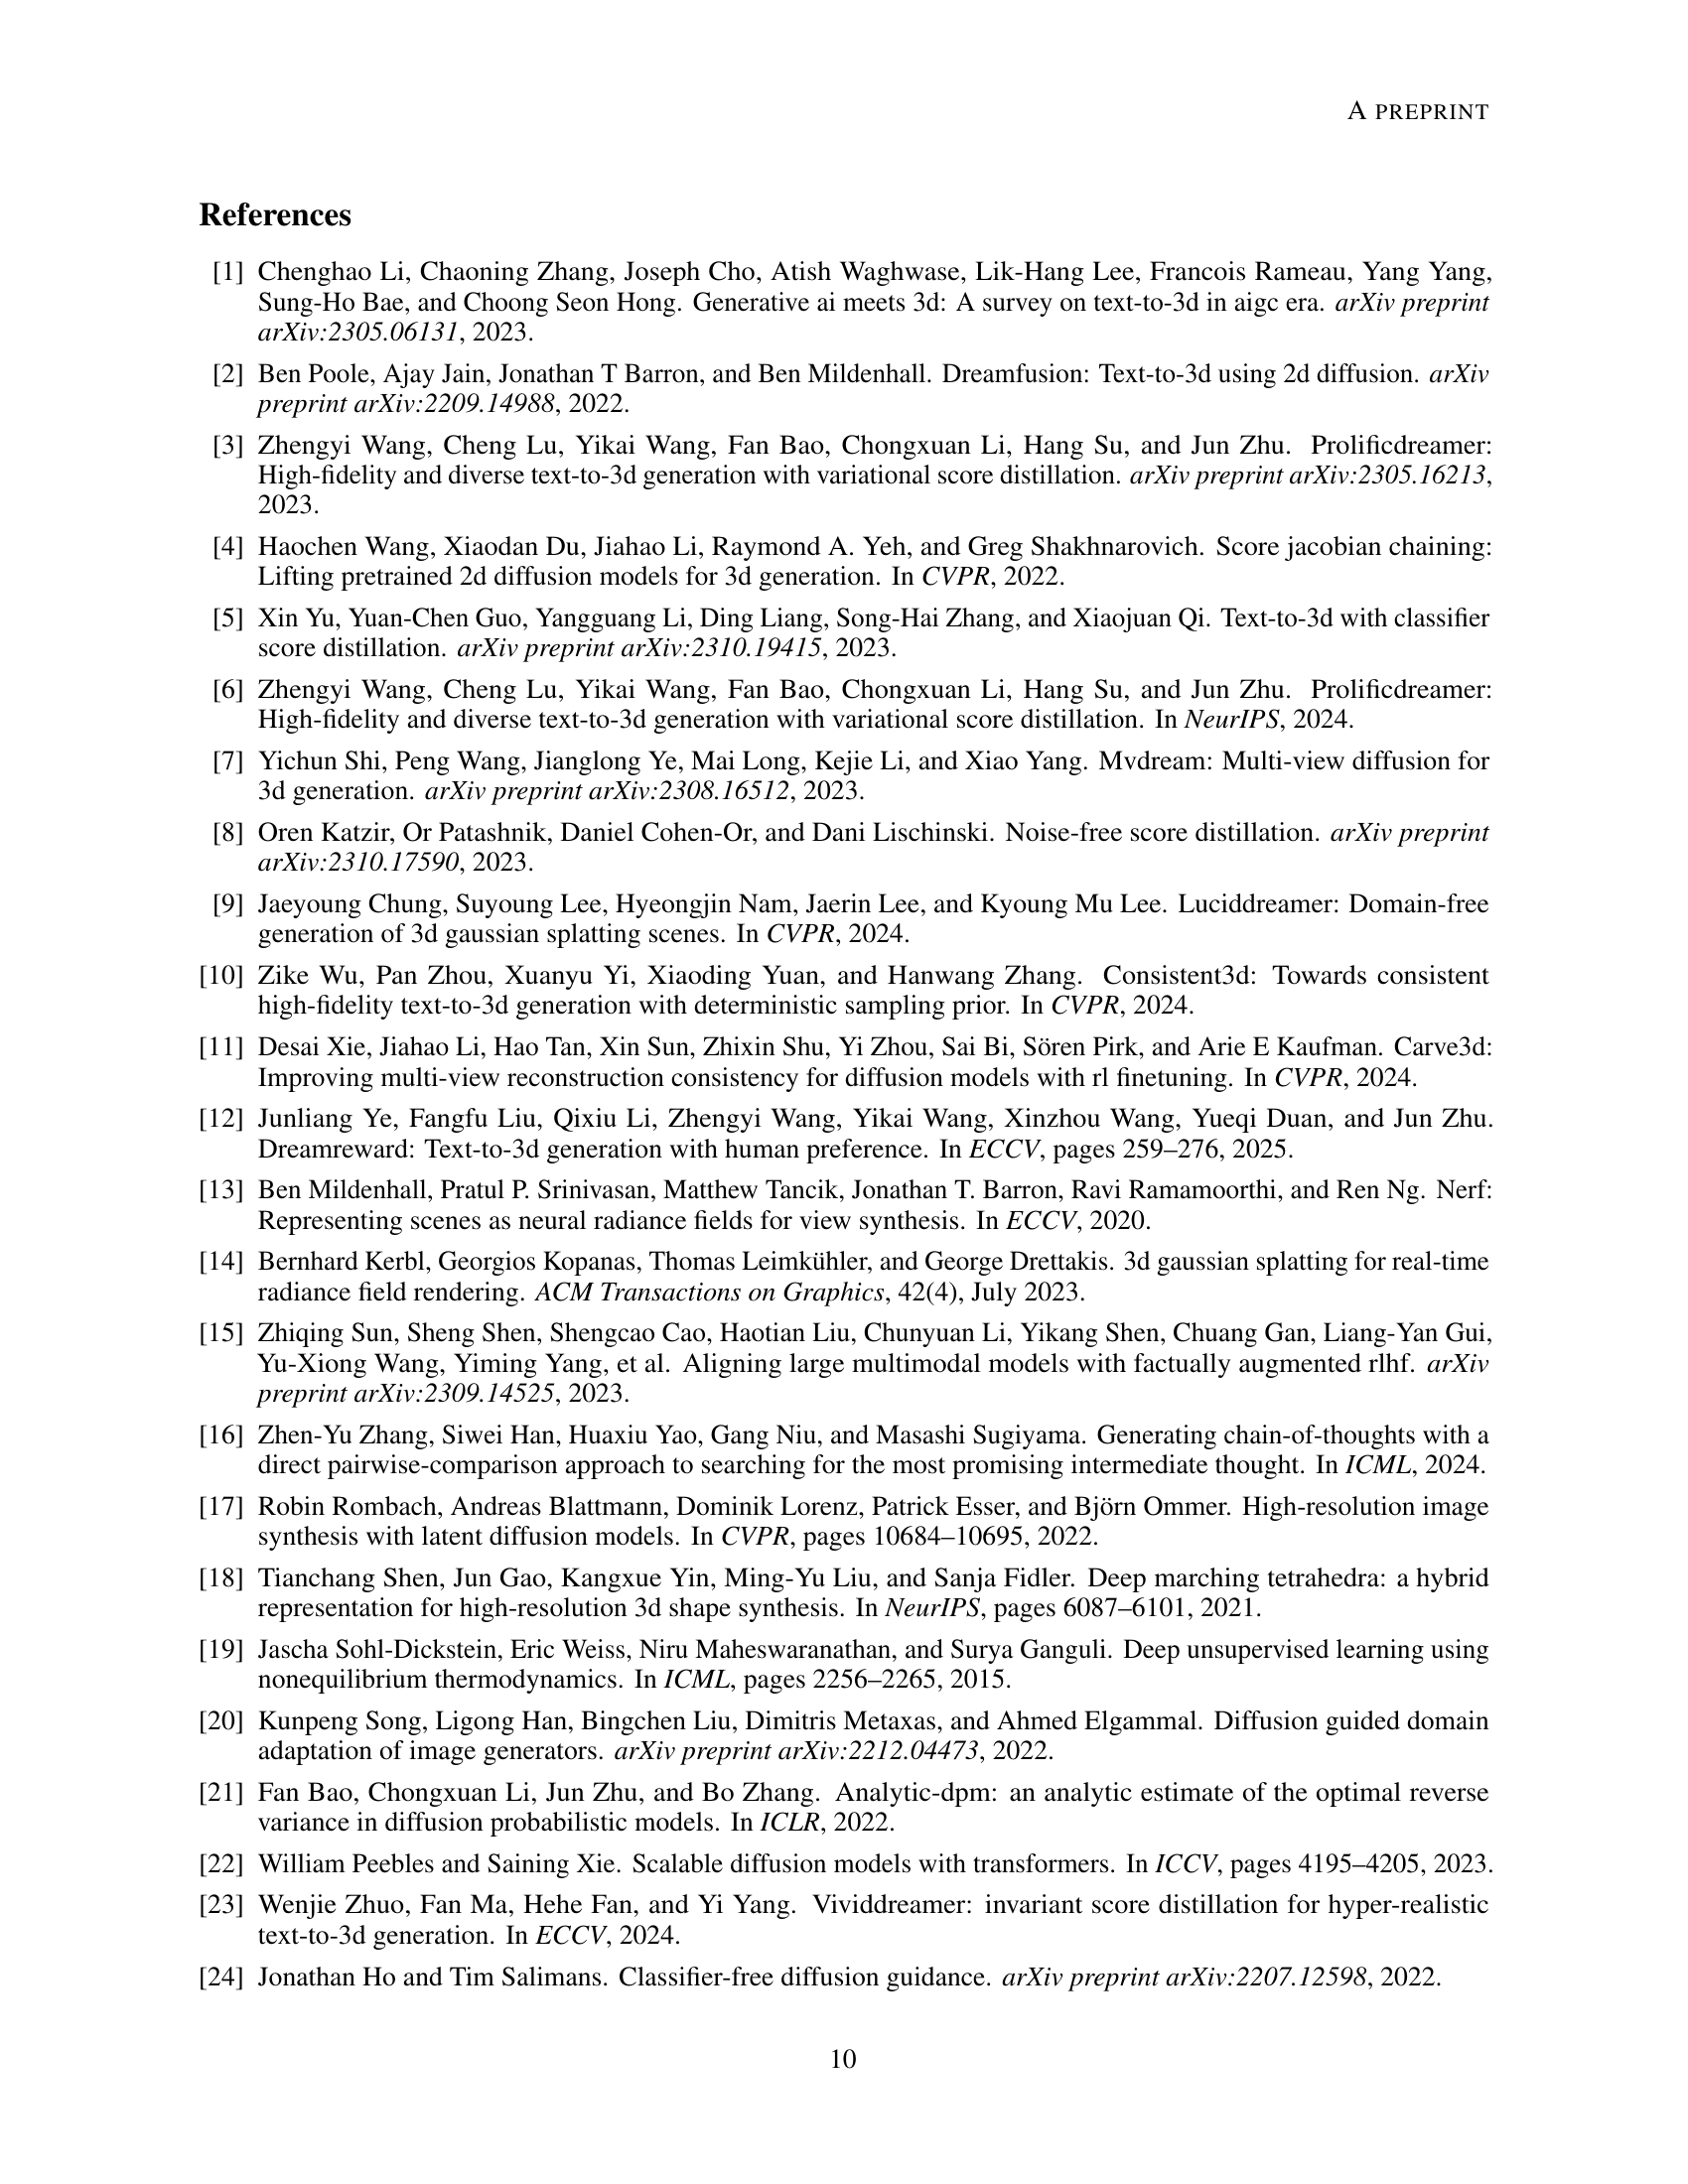 A PREPRINT
References
[1] Chenghao Li, Chaoning Zhang, Joseph Cho, Atish Waghwase, Lik-Hang Lee, Francois Rameau, Yang Yang,
Sung-Ho Bae, and Choong Seon Hong. Generative ai meets 3d: A survey on text-to-3d in aigc era. arXiv preprint
arXiv:2305.06131, 2023.
[2] Ben Poole, Ajay Jain, Jonathan T Barron, and Ben Mildenhall. Dreamfusion: Text-to-3d using 2d diffusion. arXiv
preprint arXiv:2209.14988, 2022.
[3] Zhengyi Wang, Cheng Lu, Yikai Wang, Fan Bao, Chongxuan Li, Hang Su, and Jun Zhu. Prolificdreamer:
High-fidelity and diverse text-to-3d generation with variational score distillation. arXiv preprint arXiv:2305.16213,
2023.
[4] Haochen Wang, Xiaodan Du, Jiahao Li, Raymond A. Yeh, and Greg Shakhnarovich. Score jacobian chaining:
Lifting pretrained 2d diffusion models for 3d generation. In CVPR, 2022.
[5] Xin Yu, Yuan-Chen Guo, Yangguang Li, Ding Liang, Song-Hai Zhang, and Xiaojuan Qi. Text-to-3d with classifier
score distillation. arXiv preprint arXiv:2310.19415, 2023.
[6] Zhengyi Wang, Cheng Lu, Yikai Wang, Fan Bao, Chongxuan Li, Hang Su, and Jun Zhu. Prolificdreamer:
High-fidelity and diverse text-to-3d generation with variational score distillation. In NeurIPS, 2024.
[7] Yichun Shi, Peng Wang, Jianglong Ye, Mai Long, Kejie Li, and Xiao Yang. Mvdream: Multi-view diffusion for
3d generation. arXiv preprint arXiv:2308.16512, 2023.
[8] Oren Katzir, Or Patashnik, Daniel Cohen-Or, and Dani Lischinski. Noise-free score distillation. arXiv preprint
arXiv:2310.17590, 2023.
[9] Jaeyoung Chung, Suyoung Lee, Hyeongjin Nam, Jaerin Lee, and Kyoung Mu Lee. Luciddreamer: Domain-free
generation of 3d gaussian splatting scenes. In CVPR, 2024.
[10] Zike Wu, Pan Zhou, Xuanyu Yi, Xiaoding Yuan, and Hanwang Zhang. Consistent3d: Towards consistent
high-fidelity text-to-3d generation with deterministic sampling prior. In CVPR, 2024.
[11] Desai Xie, Jiahao Li, Hao Tan, Xin Sun, Zhixin Shu, Yi Zhou, Sai Bi, Sören Pirk, and Arie E Kaufman. Carve3d:
Improving multi-view reconstruction consistency for diffusion models with rl finetuning. In CVPR, 2024.
[12] Junliang Ye, Fangfu Liu, Qixiu Li, Zhengyi Wang, Yikai Wang, Xinzhou Wang, Yueqi Duan, and Jun Zhu.
Dreamreward: Text-to-3d generation with human preference. In ECCV, pages 259–276, 2025.
[13] Ben Mildenhall, Pratul P. Srinivasan, Matthew Tancik, Jonathan T. Barron, Ravi Ramamoorthi, and Ren Ng. Nerf:
Representing scenes as neural radiance fields for view synthesis. In ECCV, 2020.
[14] Bernhard Kerbl, Georgios Kopanas, Thomas Leimkühler, and George Drettakis. 3d gaussian splatting for real-time
radiance field rendering. ACM Transactions on Graphics, 42(4), July 2023.
[15] Zhiqing Sun, Sheng Shen, Shengcao Cao, Haotian Liu, Chunyuan Li, Yikang Shen, Chuang Gan, Liang-Yan Gui,
Yu-Xiong Wang, Yiming Yang, et al. Aligning large multimodal models with factually augmented rlhf. arXiv
preprint arXiv:2309.14525, 2023.
[16] Zhen-Yu Zhang, Siwei Han, Huaxiu Yao, Gang Niu, and Masashi Sugiyama. Generating chain-of-thoughts with a
direct pairwise-comparison approach to searching for the most promising intermediate thought. In ICML, 2024.
[17] Robin Rombach, Andreas Blattmann, Dominik Lorenz, Patrick Esser, and Björn Ommer. High-resolution image
synthesis with latent diffusion models. In CVPR, pages 10684–10695, 2022.
[18] Tianchang Shen, Jun Gao, Kangxue Yin, Ming-Yu Liu, and Sanja Fidler. Deep marching tetrahedra: a hybrid
representation for high-resolution 3d shape synthesis. In NeurIPS, pages 6087–6101, 2021.
[19] Jascha Sohl-Dickstein, Eric Weiss, Niru Maheswaranathan, and Surya Ganguli. Deep unsupervised learning using
nonequilibrium thermodynamics. In ICML, pages 2256–2265, 2015.
[20] Kunpeng Song, Ligong Han, Bingchen Liu, Dimitris Metaxas, and Ahmed Elgammal. Diffusion guided domain
adaptation of image generators. arXiv preprint arXiv:2212.04473, 2022.
[21] Fan Bao, Chongxuan Li, Jun Zhu, and Bo Zhang. Analytic-dpm: an analytic estimate of the optimal reverse
variance in diffusion probabilistic models. In ICLR, 2022.
[22] William Peebles and Saining Xie. Scalable diffusion models with transformers. In ICCV, pages 4195–4205, 2023.
[23] Wenjie Zhuo, Fan Ma, Hehe Fan, and Yi Yang. Vividdreamer: invariant score distillation for hyper-realistic
text-to-3d generation. In ECCV, 2024.
[24] Jonathan Ho and Tim Salimans. Classifier-free diffusion guidance. arXiv preprint arXiv:2207.12598, 2022.
10